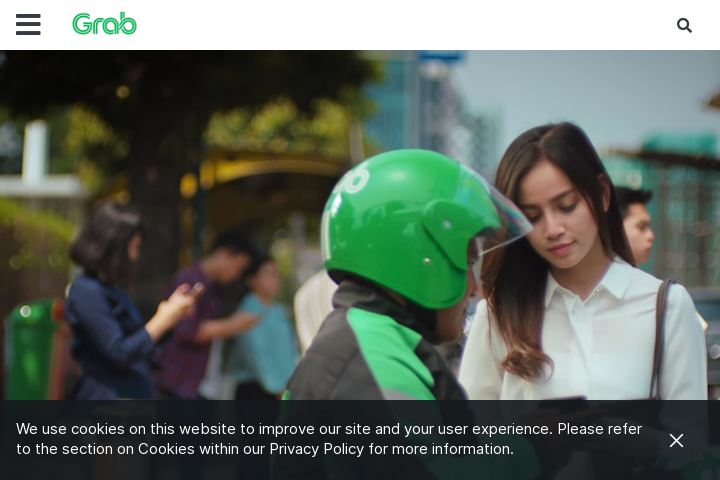 Grab
We use cookies on this website to improve our site and your user experience. Please refer
to the section on Cookies within our Privacy Policy for more information.